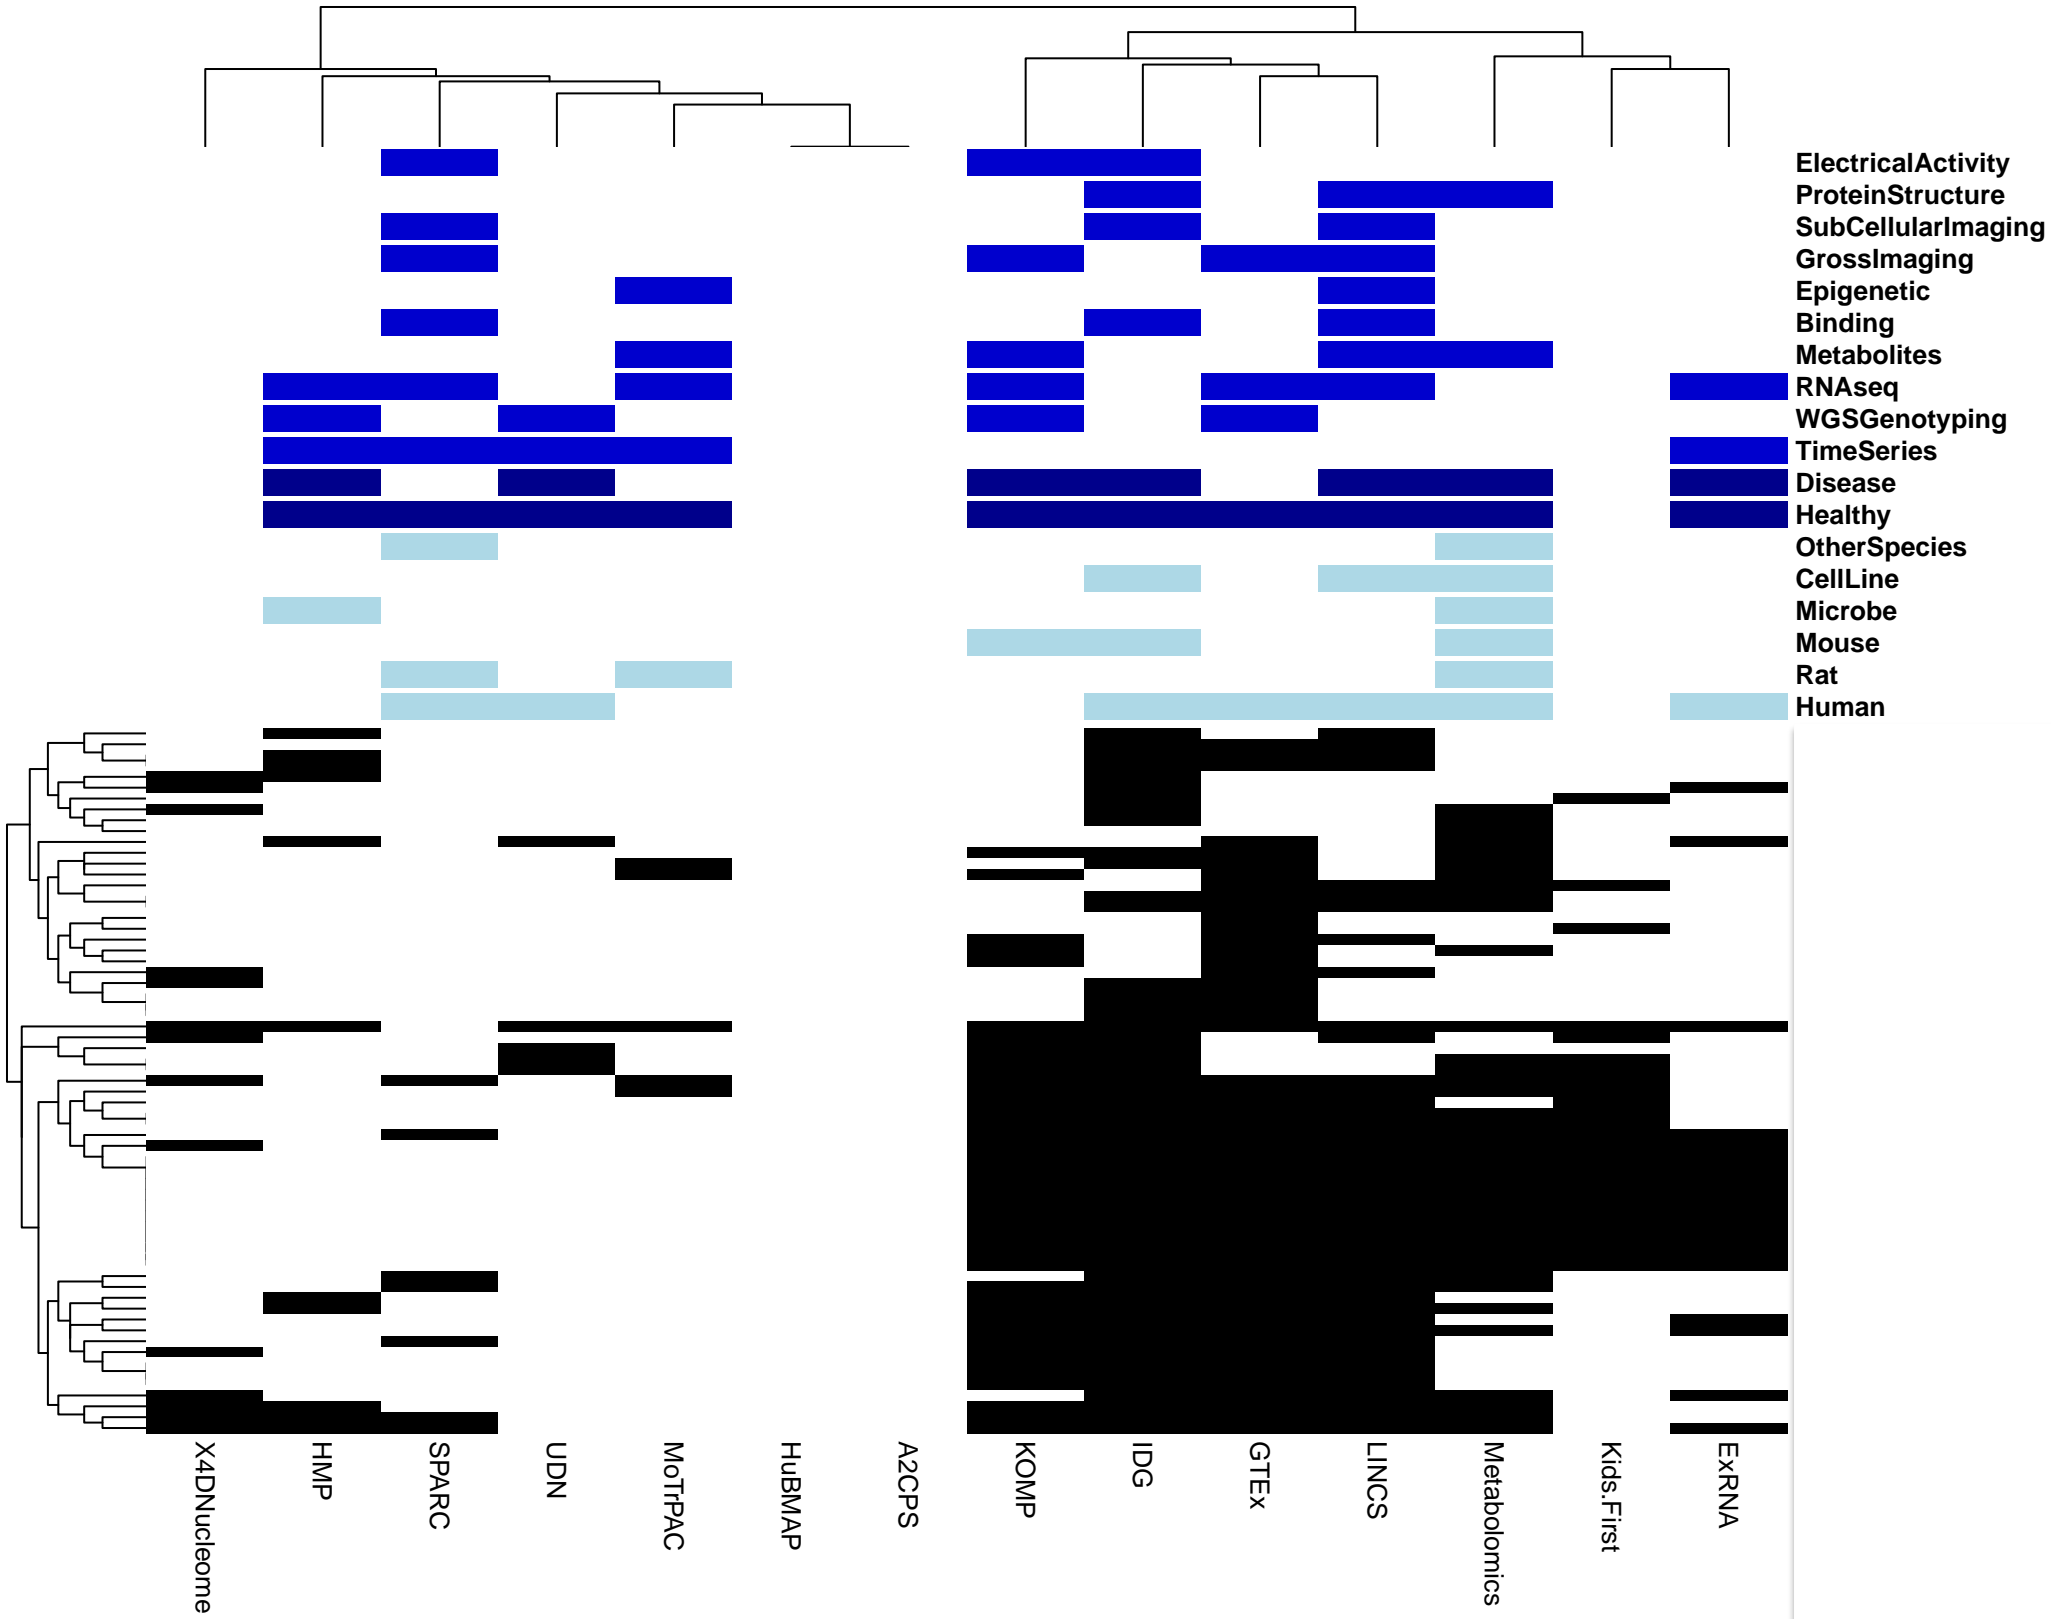 ElectricalActivity
ProteinStructure
SubCellularImaging
GrossImaging
Epigenetic
Binding
Metabolites
RNAseq
WGSGenotyping
TimeSeries
Disease
Healthy
OtherSpecies
CellLine
Microbe
Mouse
Rat
Human
X4DNucleome
HMP
SPARC
UDN
MoTrPAC
HuBMAP
A2CPS
KOMP
IDG
GTEx
LINCS
Metabolomics
Kids.First
ExRNA